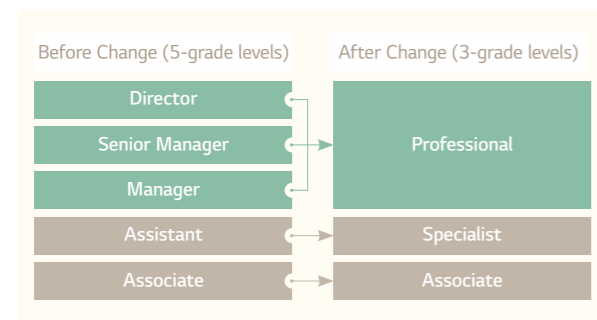 Before Change (5-grade levels)
After Change (3-grade levels)
Director
Senior Manager
Manager
Assistant
Associate
Professional
Specialist
Associate